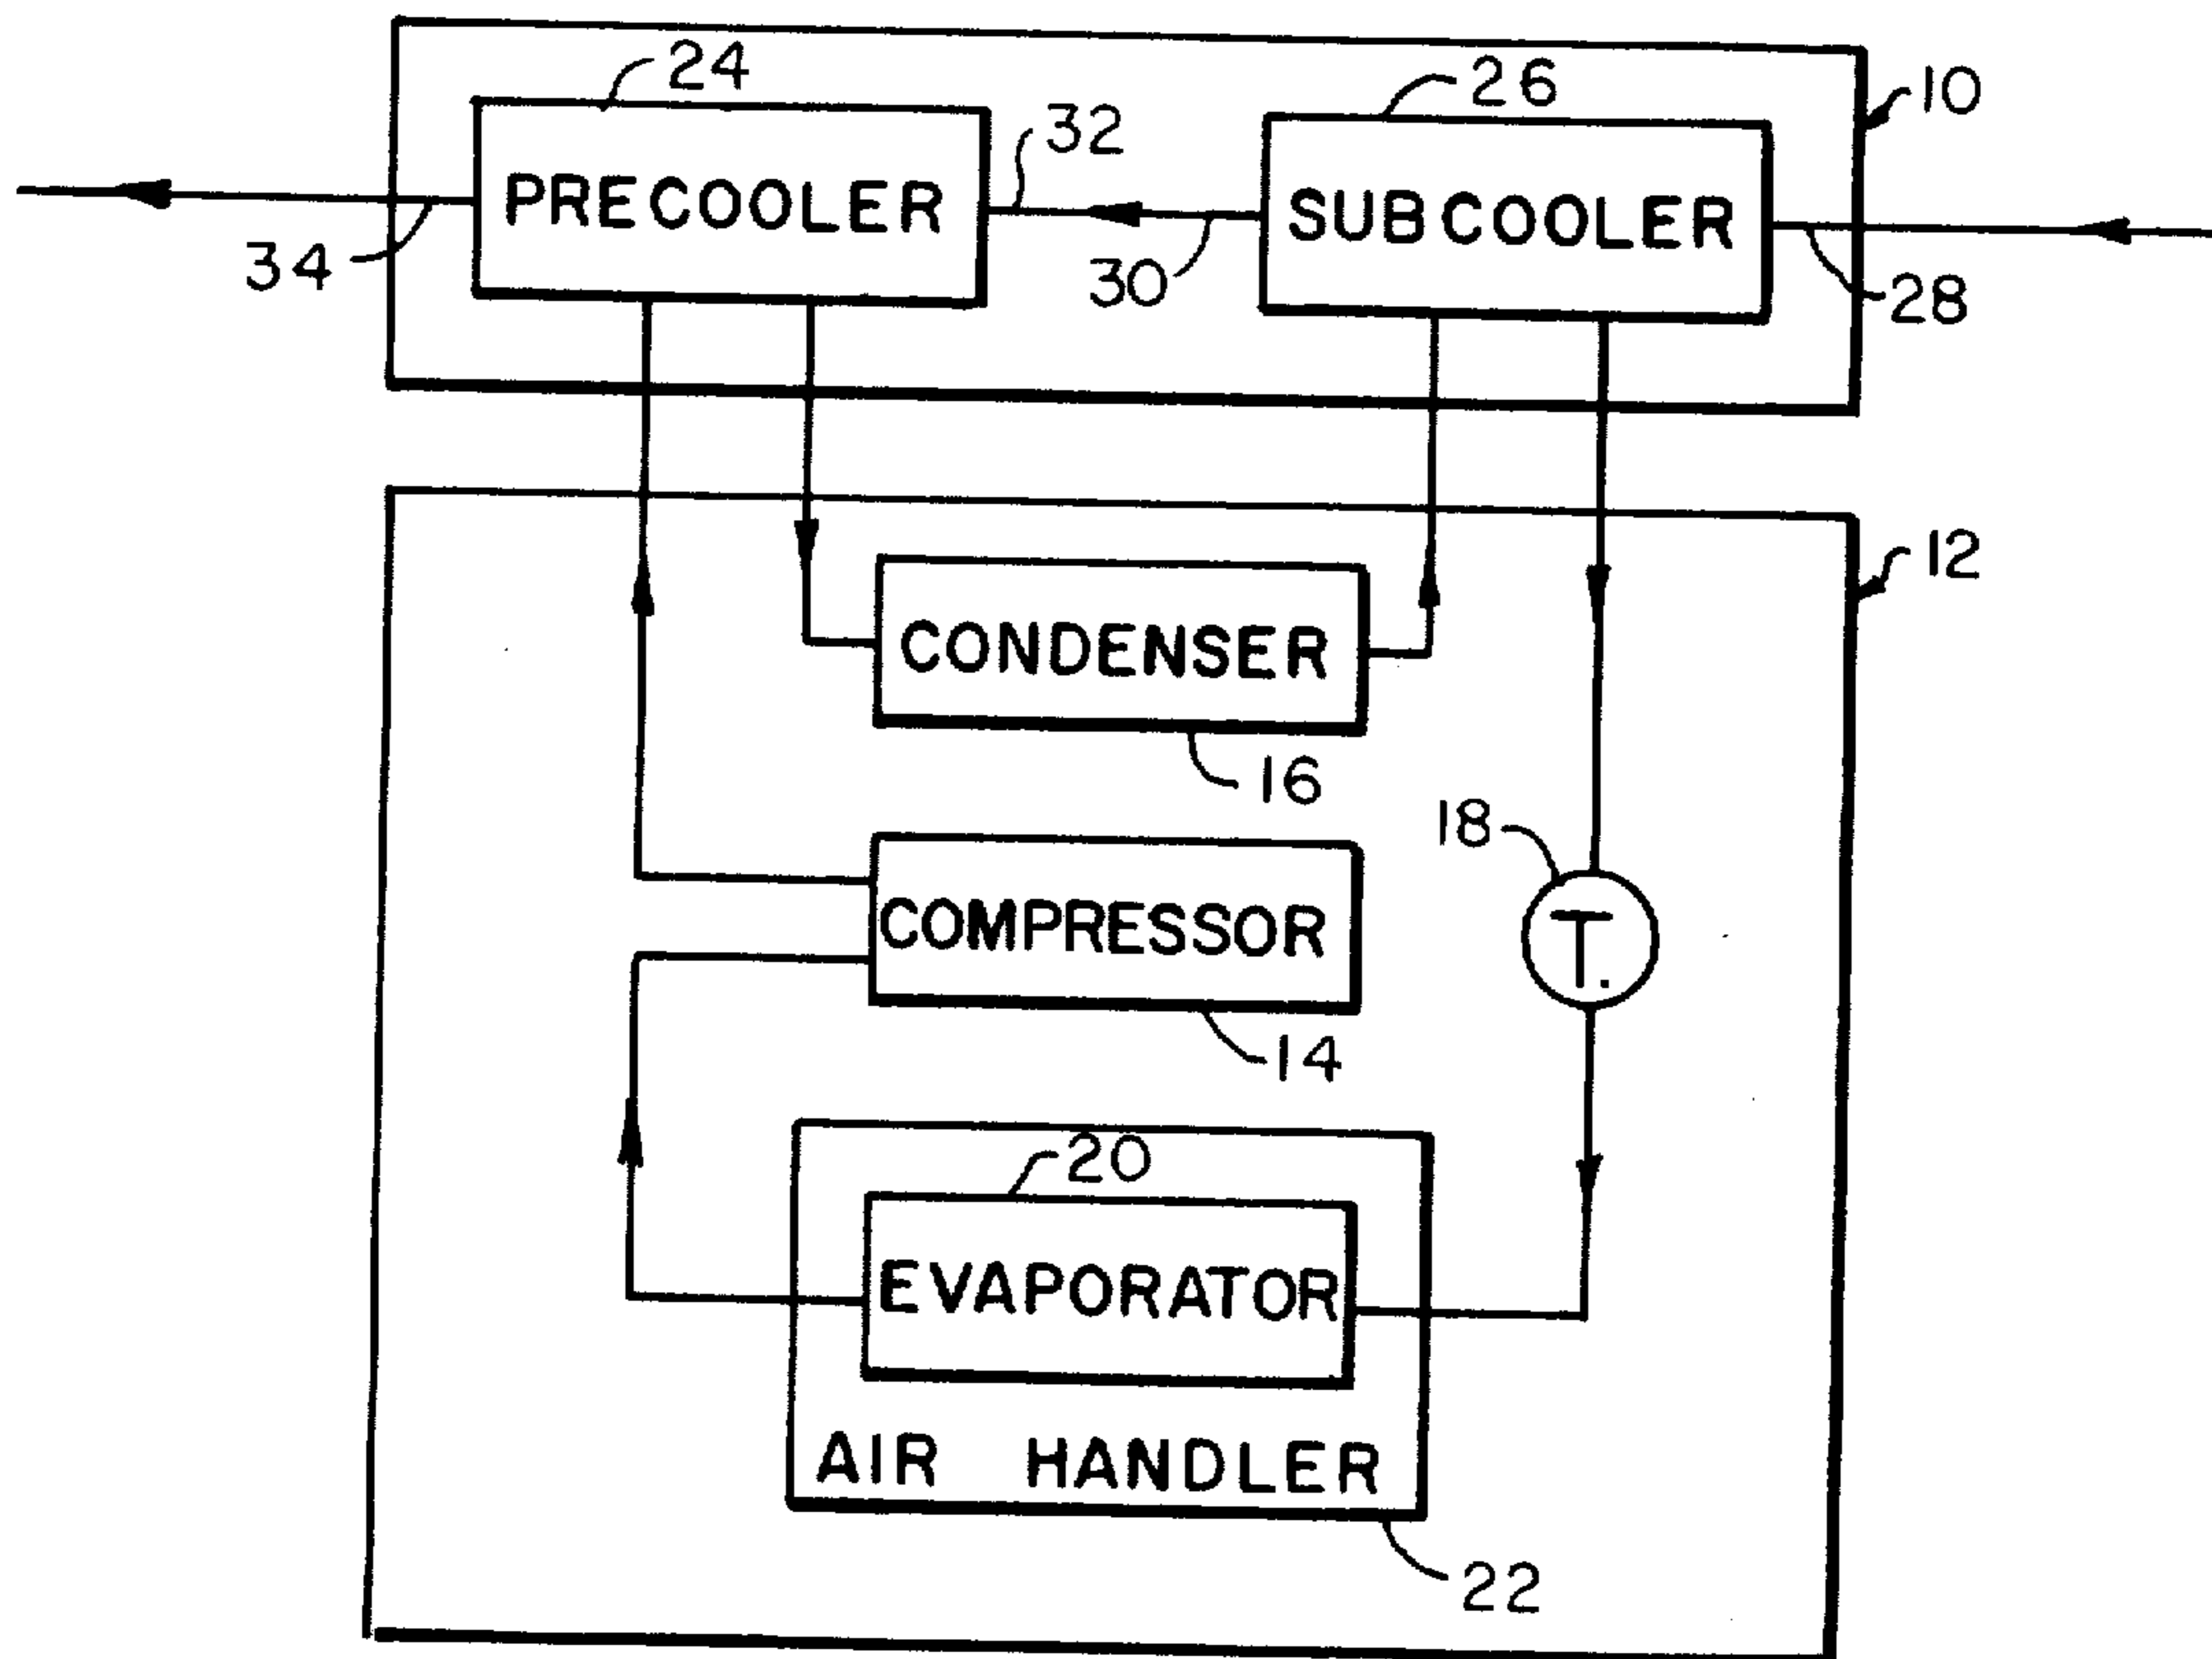 24
26
10
32
PRECOOLER
SUBCOOLER
34
30
28
12
CONDENSER
16
18
COMPRESSOR
T.
14
20
EVAPORATOR
AIR HANDLER
22